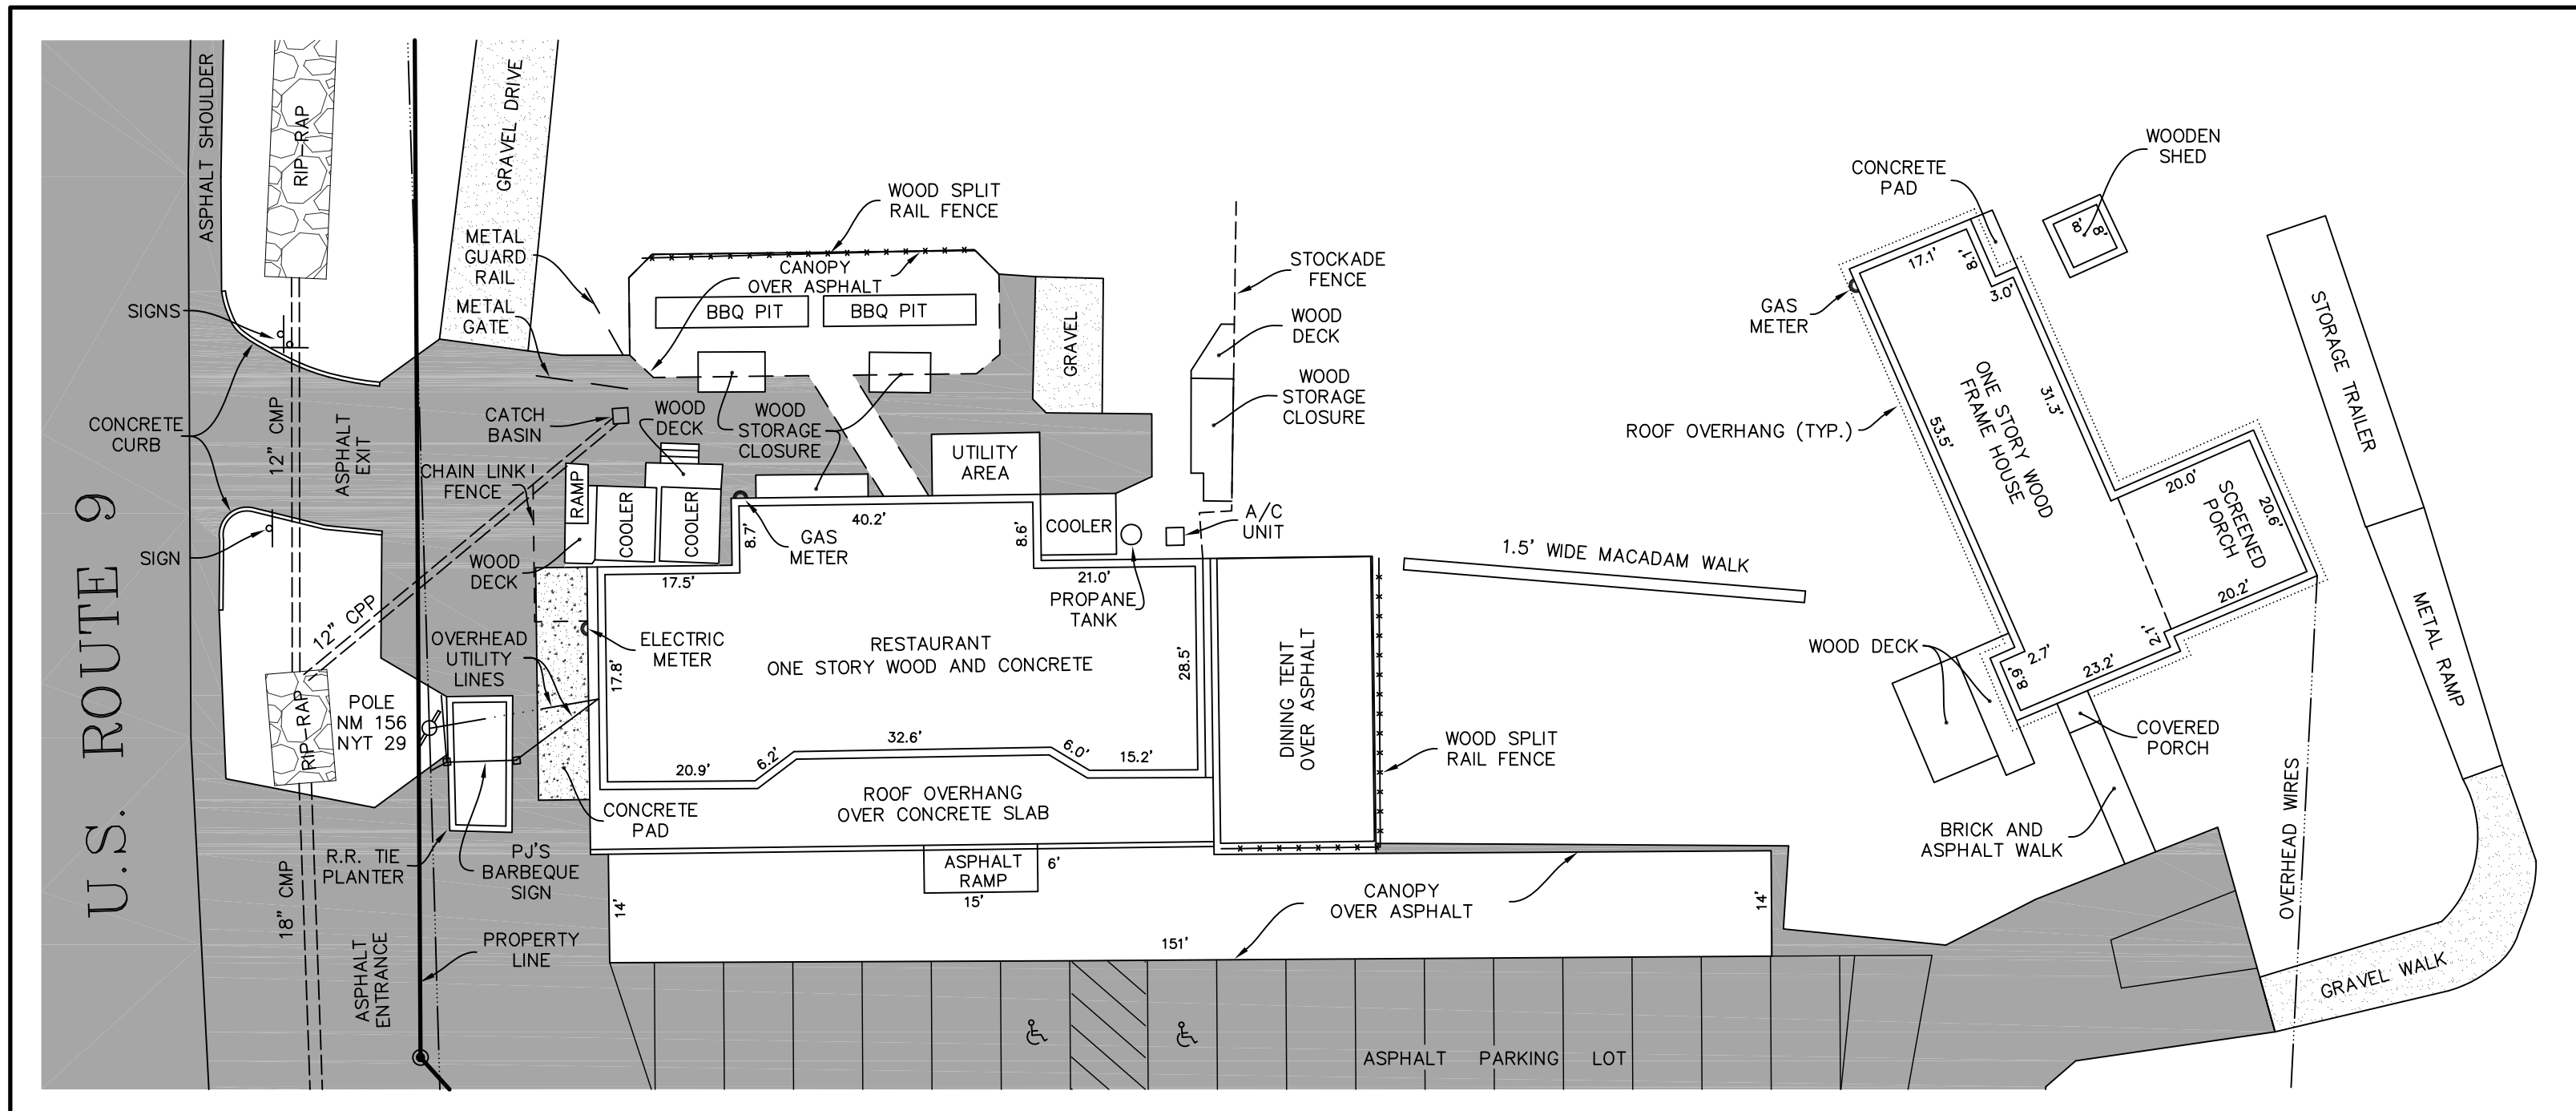 U.S. ROUTE 9
ASPHALT SHOULDER
RIP-RAP
GRAVEL DRIVE
METAL
GUARD
RAIL
METAL
GATE
SIGNS
CONCRETE
CURB
12" CMP
ASPHALT
EXIT
SIGN
CATCH
BASIN
CHAIN LINK
FENCE
12" CPP
WOOD SPLIT
RAIL FENCE
CANOPY
OVER ASPHALT
BBQ PIT
BBQ PIT
GRAVEL
WOOD
DECK
WOOD
STORAGE
CLOSURE
UTILITY
AREA
RAMP
COOLER
COOLER
COOLER
WOOD
DECK
GAS
METER
STOCKADE
FENCE
WOOD
DECK
WOOD
STORAGE
CLOSURE
A/C
UNIT
PROPANE
TANK
40.2'
8.7'
8.6'
17.5'
21.0'
17.8'
28.5'
20.9'
6.2'
32.6'
6.0'
15.2'
ELECTRIC
METER
OVERHEAD
UTILITY
LINES
RESTAURANT
ONE STORY WOOD AND CONCRETE
DINING TENT
OVER ASPHALT
POLE
NM 156
NYT 29
RIP-RAP
CONCRETE
PAD
ROOF OVERHANG
OVER CONCRETE SLAB
R.R. TIE
PLANTER
PJ'S
BARBEQUE
SIGN
18" CMP
ASPHALT
ENTRANCE
PROPERTY
LINE
ASPHALT
RAMP
6'
15'
14'
151'
14'
CANOPY
OVER ASPHALT
WOOD SPLIT
RAIL FENCE
1.5' WIDE MACADAM WALK
ASPHALT PARKING LOT
CONCRETE
PAD
WOODEN
SHED
8'
8'
GAS
METER
17.1'
8.1'
3.0'
ONE STORY WOOD
FRAME HOUSE
31.3'
53.5'
ROOF OVERHANG (TYP.)
20.0'
SCREENED
PORCH
20.6'
20.2'
2.1'
23.2'
2.7'
8.9'
WOOD DECK
COVERED
PORCH
BRICK AND
ASPHALT WALK
STORAGE TRAILER
METAL RAMP
OVERHEAD WIRES
GRAVEL WALK